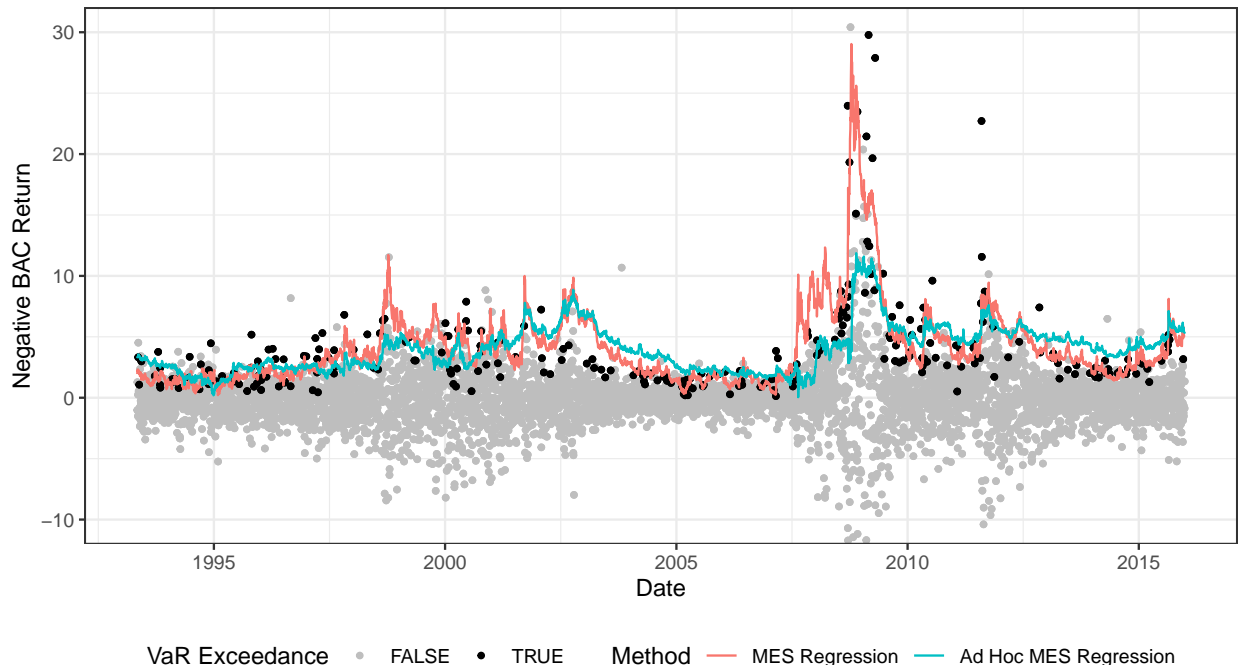 30
20
10
0
−10
Negative BAC Return
1995 2000 2005 2010 2015
Date
VaR Exceedance FALSE TRUE Method MES Regression Ad Hoc MES Regression